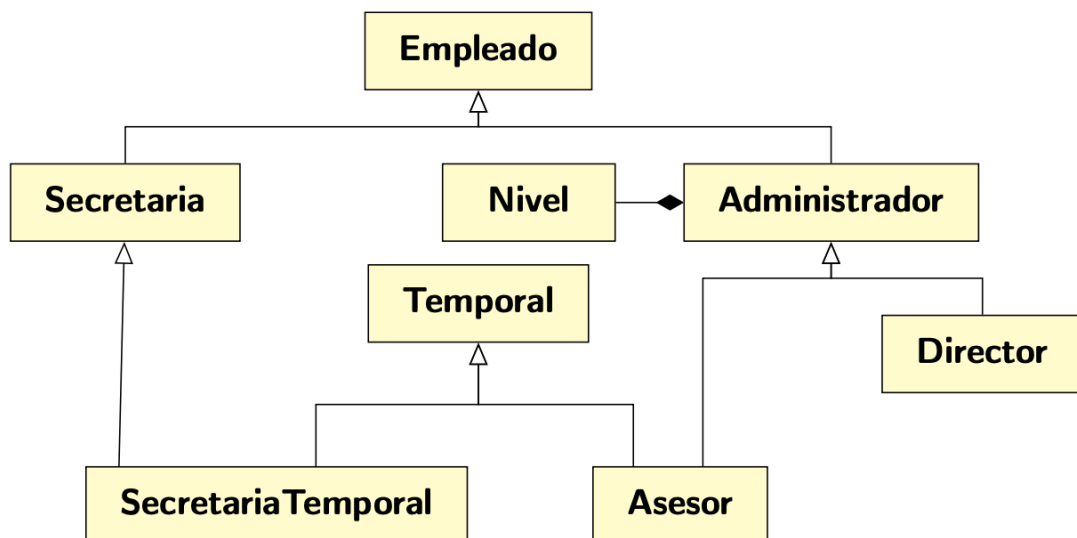 Empleado
Secretaria
Nivel
Administrador
Temporal
Director
SecretariaTemporal
Asesor